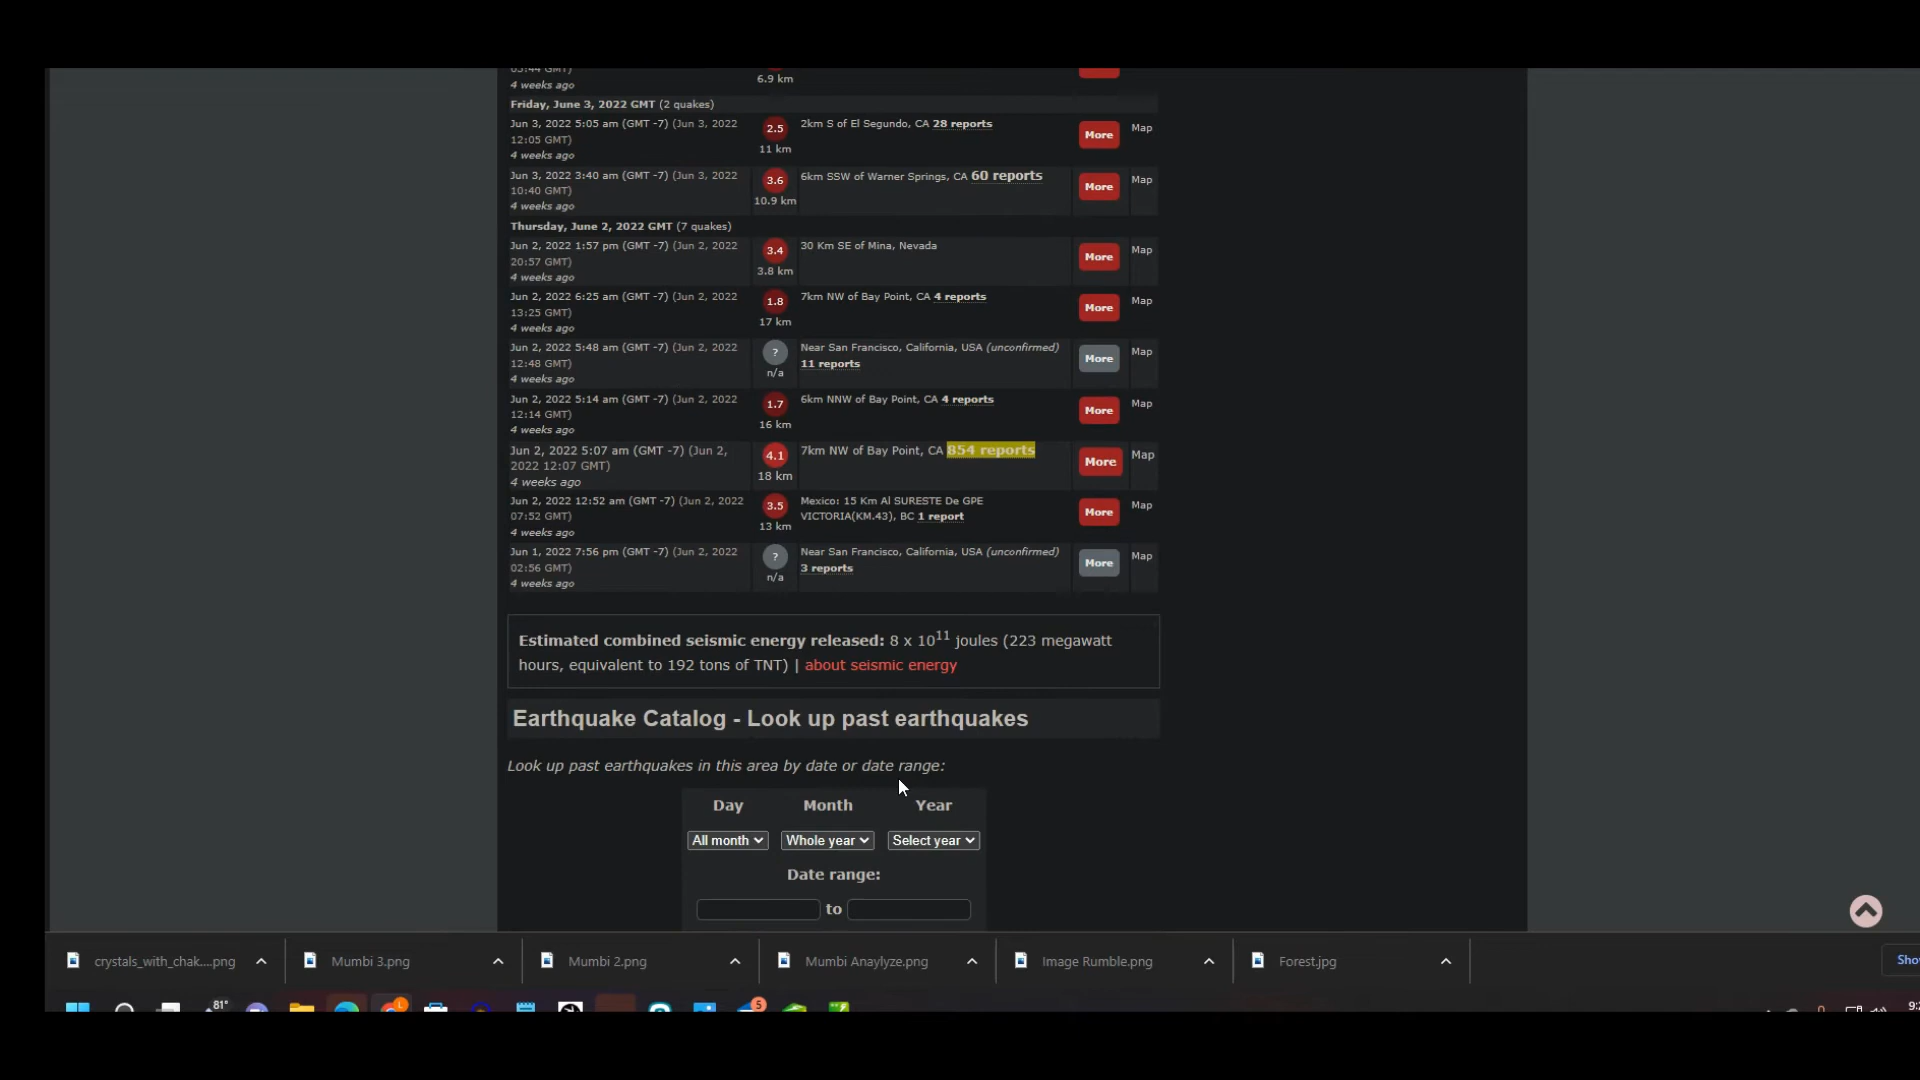 6.9 km
4 weeks ago
Friday, June 3, 2022 GMT (2 quakes)
Jun 3, 2022 5:05 am (GMT -7) (Jun 3, 2022
12:05 GMT)
4 weeks ago
2.5
11 km
2km S of El Segundo, CA 28 reports
More
Map
Jun 3, 2022 3:40 am (GMT -7) (Jun 3, 2022
10:40 GMT)
4 weeks ago
3.6
10.9 km
6km SSW of Warner Springs, CA 60 reports
More
Map
Thursday, June 2, 2022 GMT (7 quakes)
Jun 2, 2022 1:57 pm (GMT -7) (Jun 2, 2022
20:57 GMT)
4 weeks ago
3.4
3.8 km
30 Km SE of Mina, Nevada
More
Map
Jun 2, 2022 6:25 am (GMT -7) (Jun 2, 2022
13:25 GMT)
4 weeks ago
1.8
17 km
7km NW of Bay Point, CA 4 reports
More
Map
Jun 2, 2022 5:48 am (GMT -7) (Jun 2, 2022
12:48 GMT)
4 weeks ago
?
n/a
Near San Francisco, California, USA (unconfirmed)
11 reports
More
Map
Jun 2, 2022 5:14 am (GMT -7) (Jun 2, 2022
12:14 GMT)
4 weeks ago
1.7
16 km
6km NNW of Bay Point, CA 4 reports
More
Map
Jun 2, 2022 5:07 am (GMT -7) (Jun 2,
2022 12:07 GMT)
4 weeks ago
4.1
18 km
7km NW of Bay Point, CA 854 reports
More
Map
Jun 2, 2022 12:52 am (GMT -7) (Jun 2, 2022
07:52 GMT)
4 weeks ago
3.5
13 km
Mexico: 15 Km Al SURESTE De GPE
VICTORIA(KM.43), BC 1 report
More
Map
Jun 1, 2022 7:56 pm (GMT -7) (Jun 2, 2022
02:56 GMT)
4 weeks ago
?
n/a
Near San Francisco, California, USA (unconfirmed)
3 reports
More
Map
Estimated combined seismic energy released: 8 x 10¹¹ joules (223 megawatt
hours, equivalent to 192 tons of TNT) | about seismic energy
Earthquake Catalog - Look up past earthquakes
Look up past earthquakes in this area by date or date range:
Day Month Year
All month Whole year Select year
Date range:
to
crystals_with_chak....png
Mumbi 3.png
Mumbi 2.png
Mumbi Anaylyze.png
Image Rumble.png
Forest.jpg
81°
5